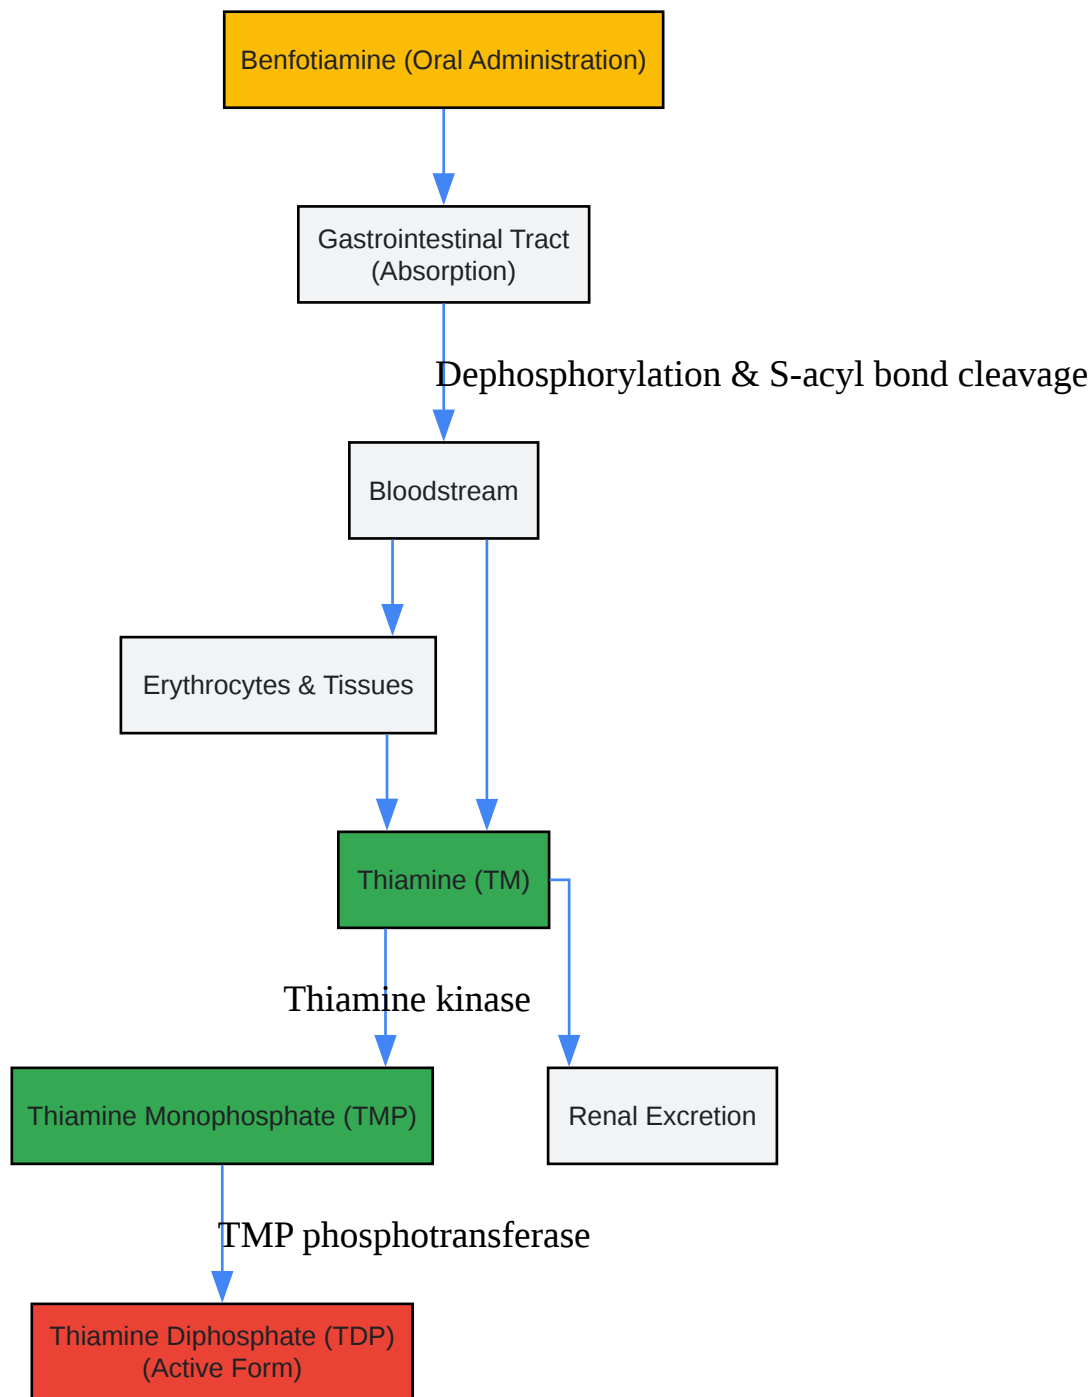 Benfotiamine (Oral Administration)
Gastrointestinal Tract
(Absorption)
Dephosphorylation & S-acyl bond cleavage
Bloodstream
Erythrocytes & Tissues
Thiamine (TM)
Thiamine kinase
Thiamine Monophosphate (TMP)
Renal Excretion
TMP phosphotransferase
Thiamine Diphosphate (TDP)
(Active Form)